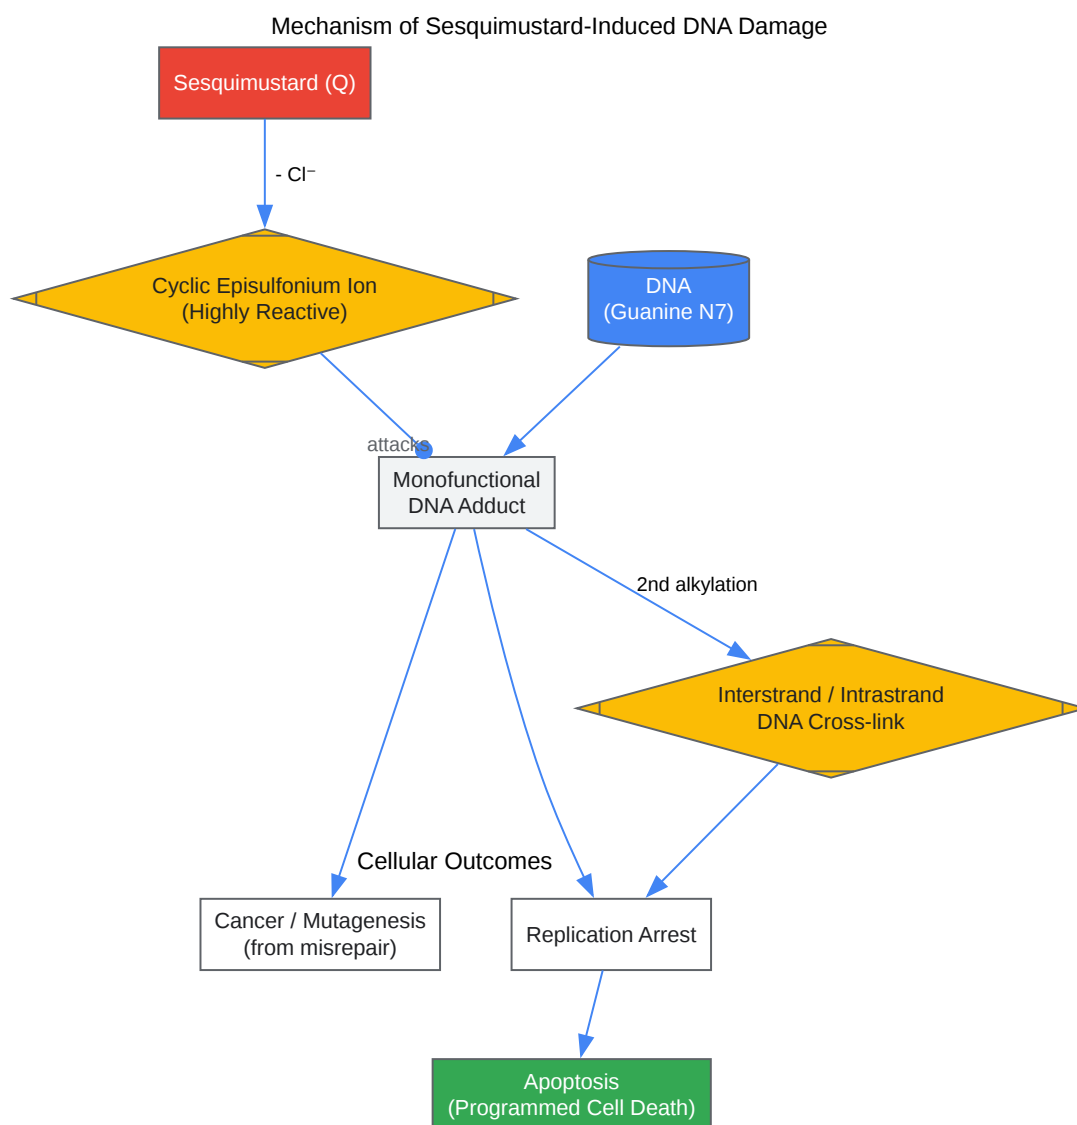 Mechanism of Sesquimustard-Induced DNA Damage
Sesquimustard (Q)
- Cl⁻
Cyclic Episulfonium Ion
(Highly Reactive)
DNA
(Guanine N7)
attacks
Monofunctional
DNA Adduct
2nd alkylation
Interstrand / Intrastrand
DNA Cross-link
Cellular Outcomes
Cancer / Mutagenesis
(from misrepair)
Replication Arrest
Apoptosis
(Programmed Cell Death)